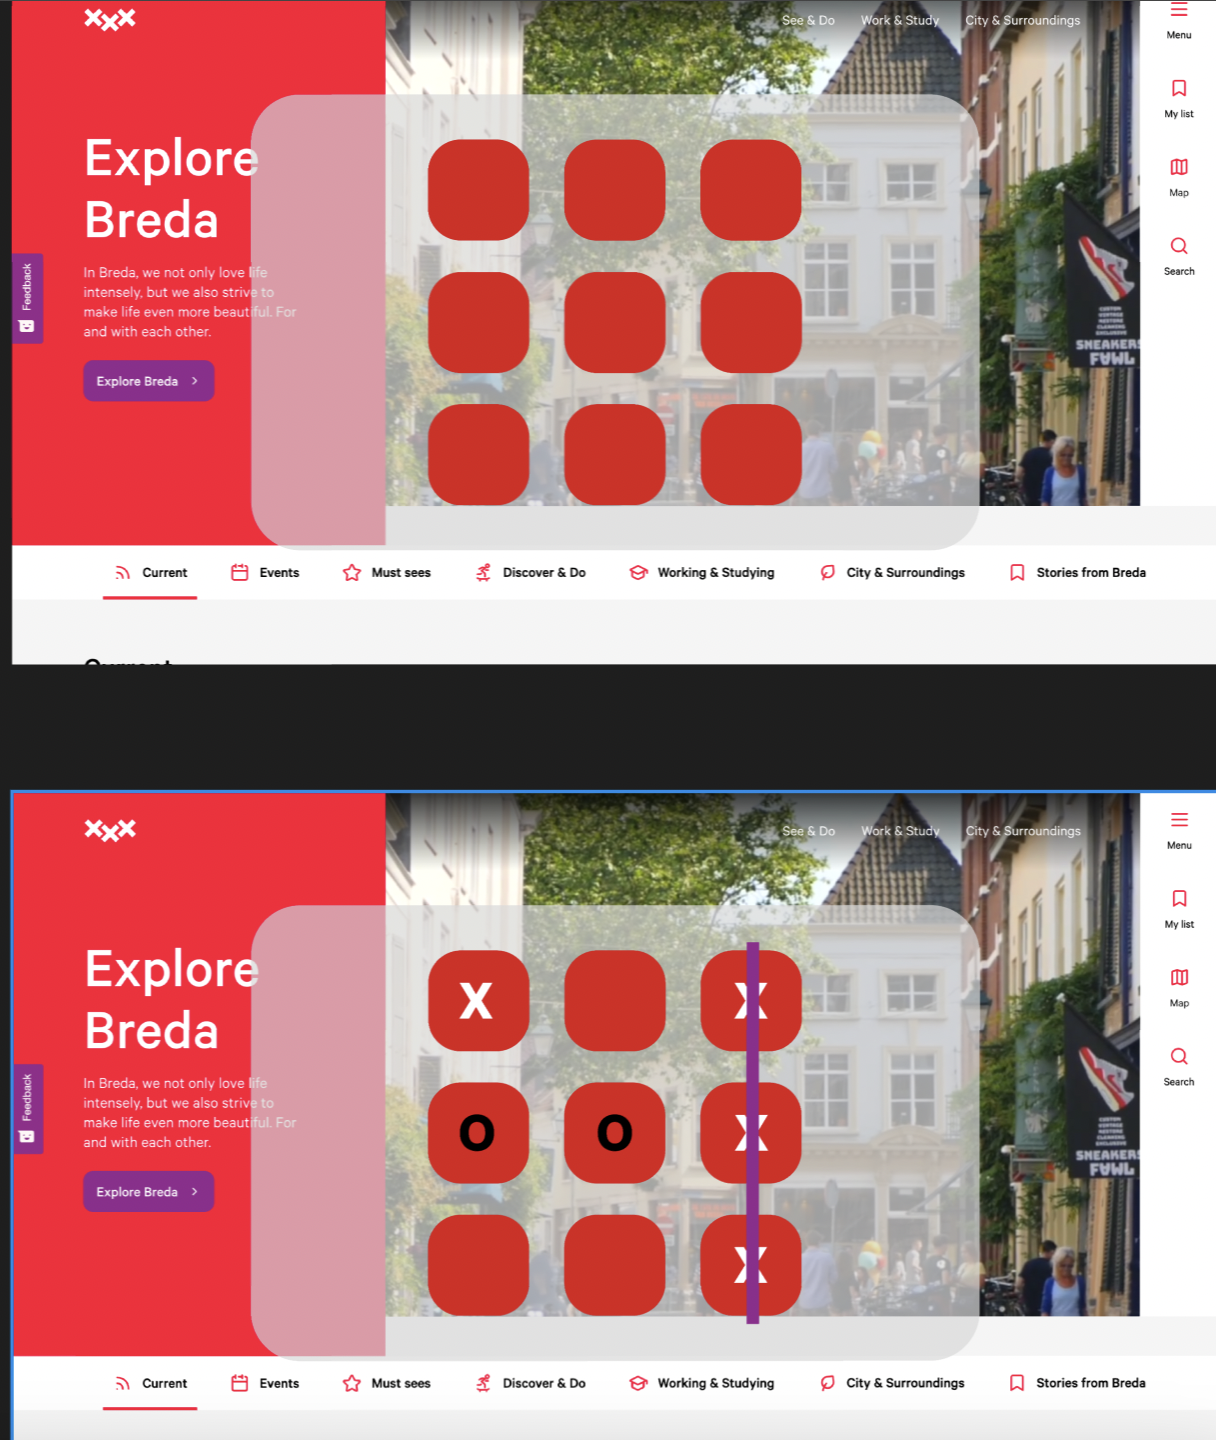 See & Do Work & Study City & Surroundings
Menu
My list
Map
Search
Explore
Breda
In Breda, we not only love life
intensely, but we also strive to
make life even more beautiful. For
and with each other.
Explore Breda
Feedback
SNEAKERS
FAWL
Current Events Must sees Discover & Do Working & Studying City & Surroundings Stories from Breda
See & Do Work & Study City & Surroundings
Menu
My list
Map
Search
Explore
Breda
In Breda, we not only love life
intensely, but we also strive to
make life even more beautiful. For
and with each other.
Explore Breda
Feedback
X X
O O X
X
SNEAKERS
FAWL
Current Events Must sees Discover & Do Working & Studying City & Surroundings Stories from Breda